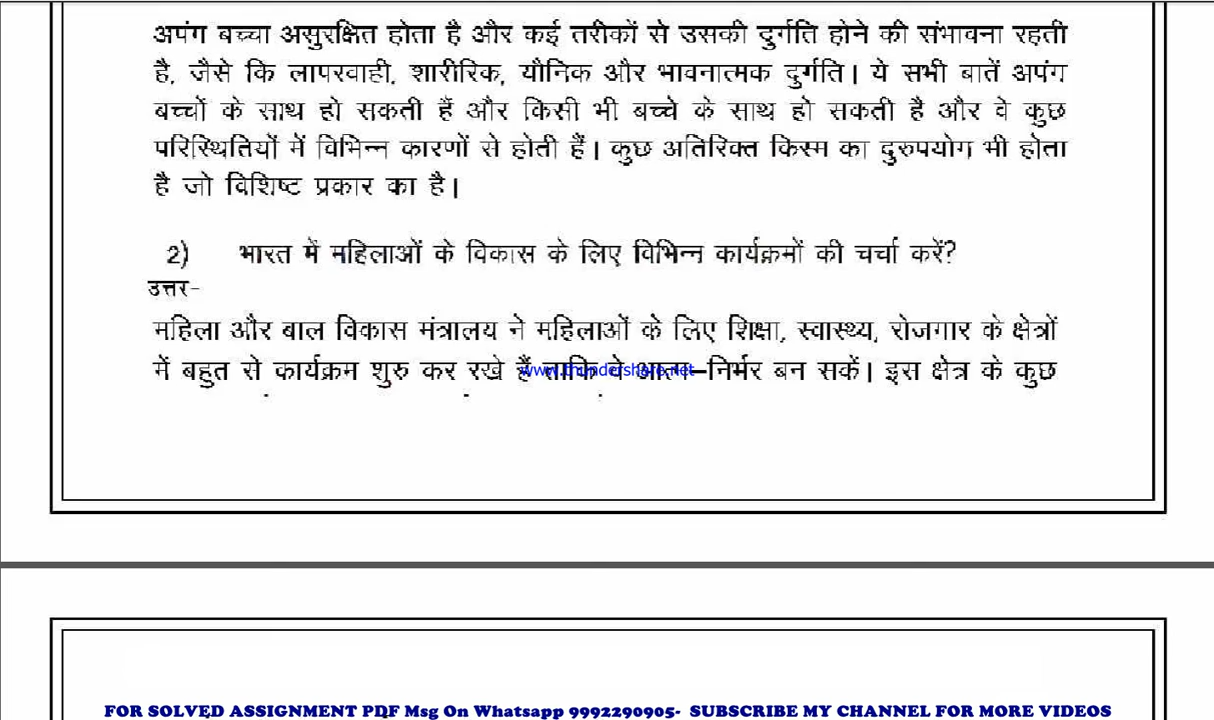 अपंग बच्चा असुरक्षित होता है और कई तरीकों से उसकी दुर्गति होने की संभावना रहती
है, जैसे कि लापरवाही, शारीरिक, यौनिक और भावनात्मक दुर्गति। ये सभी बातें अपंग
बच्चों के साथ हो सकती हैं और किसी भी बच्चे के साथ हो सकती है और वे कुछ
परिस्थितियों में विभिन्न कारणों से होती हैं। कुछ अतिरिक्त किस्म का दुरुपयोग भी होता
है जो विशिष्ट प्रकार का है।
2) भारत में महिलाओं के विकास के लिए विभिन्न कार्यक्रमों की चर्चा करें?
उत्तर-
महिला और बाल विकास मंत्रालय ने महिलाओं के लिए शिक्षा, स्वास्थ्य, रोजगार के क्षेत्रों
में बहुत से कार्यक्रम शुरु कर रखे हैं ताकि वे आत्म-निर्भर बन सकें। इस क्षेत्र के कुछ
www.thundershare.net
FOR SOLVED ASSIGNMENT PDF Msg On Whatsapp 9992290905- SUBSCRIBE MY CHANNEL FOR MORE VIDEOS